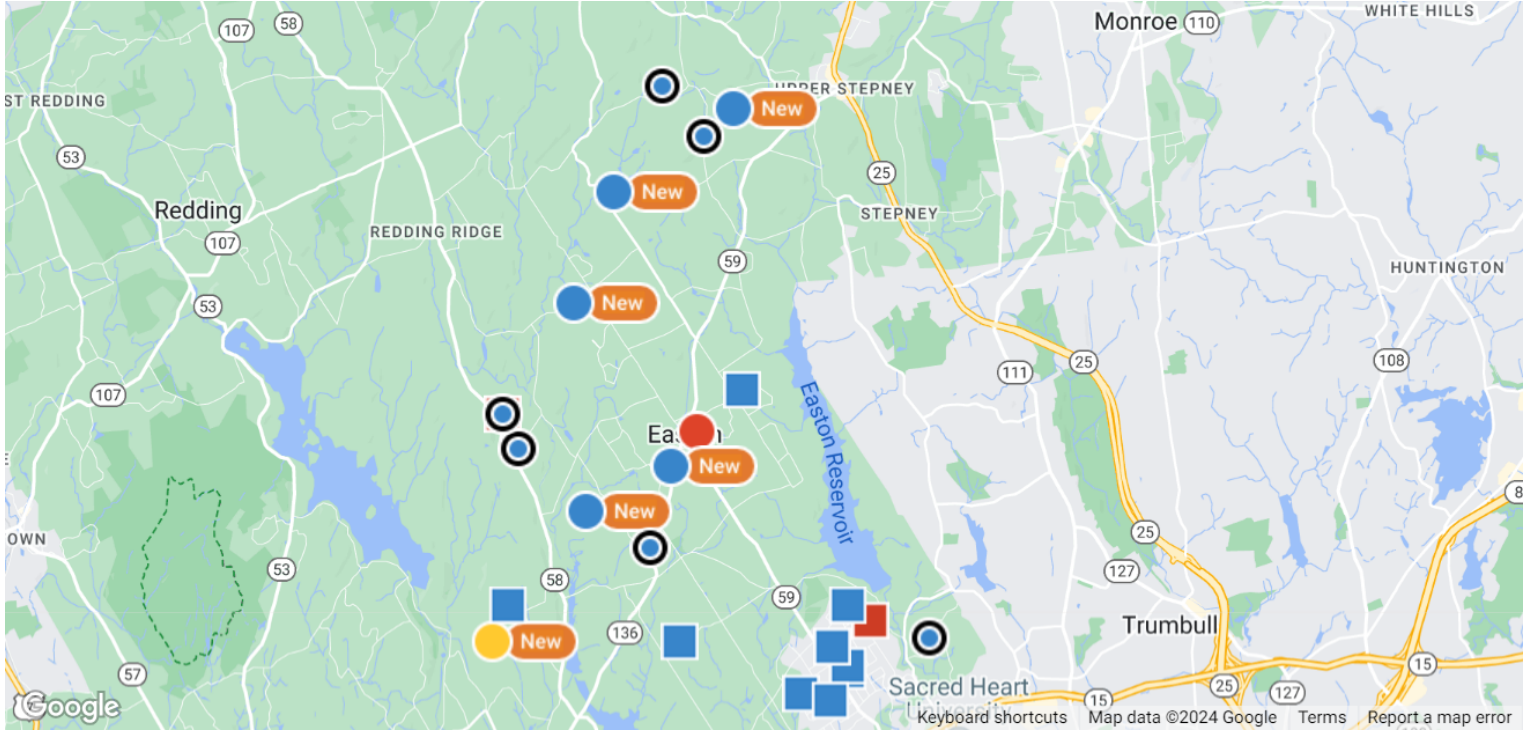 58
107
Monroe
110
WHITE HILLS
ST REDDING
UPPER STEPNEY
New
53
25
New
STEPNEY
Redding
REDDING RIDGE
107
59
HUNTINGTON
53
New
25
108
111
107
Easton Reservoir
New
8
New
OWN
25
53
58
127
59
136
Trumbull
New
57
15
Sacred Heart
University
25
127
15
Google
Keyboard shortcuts
Map data ©2024 Google
Terms
Report a map error